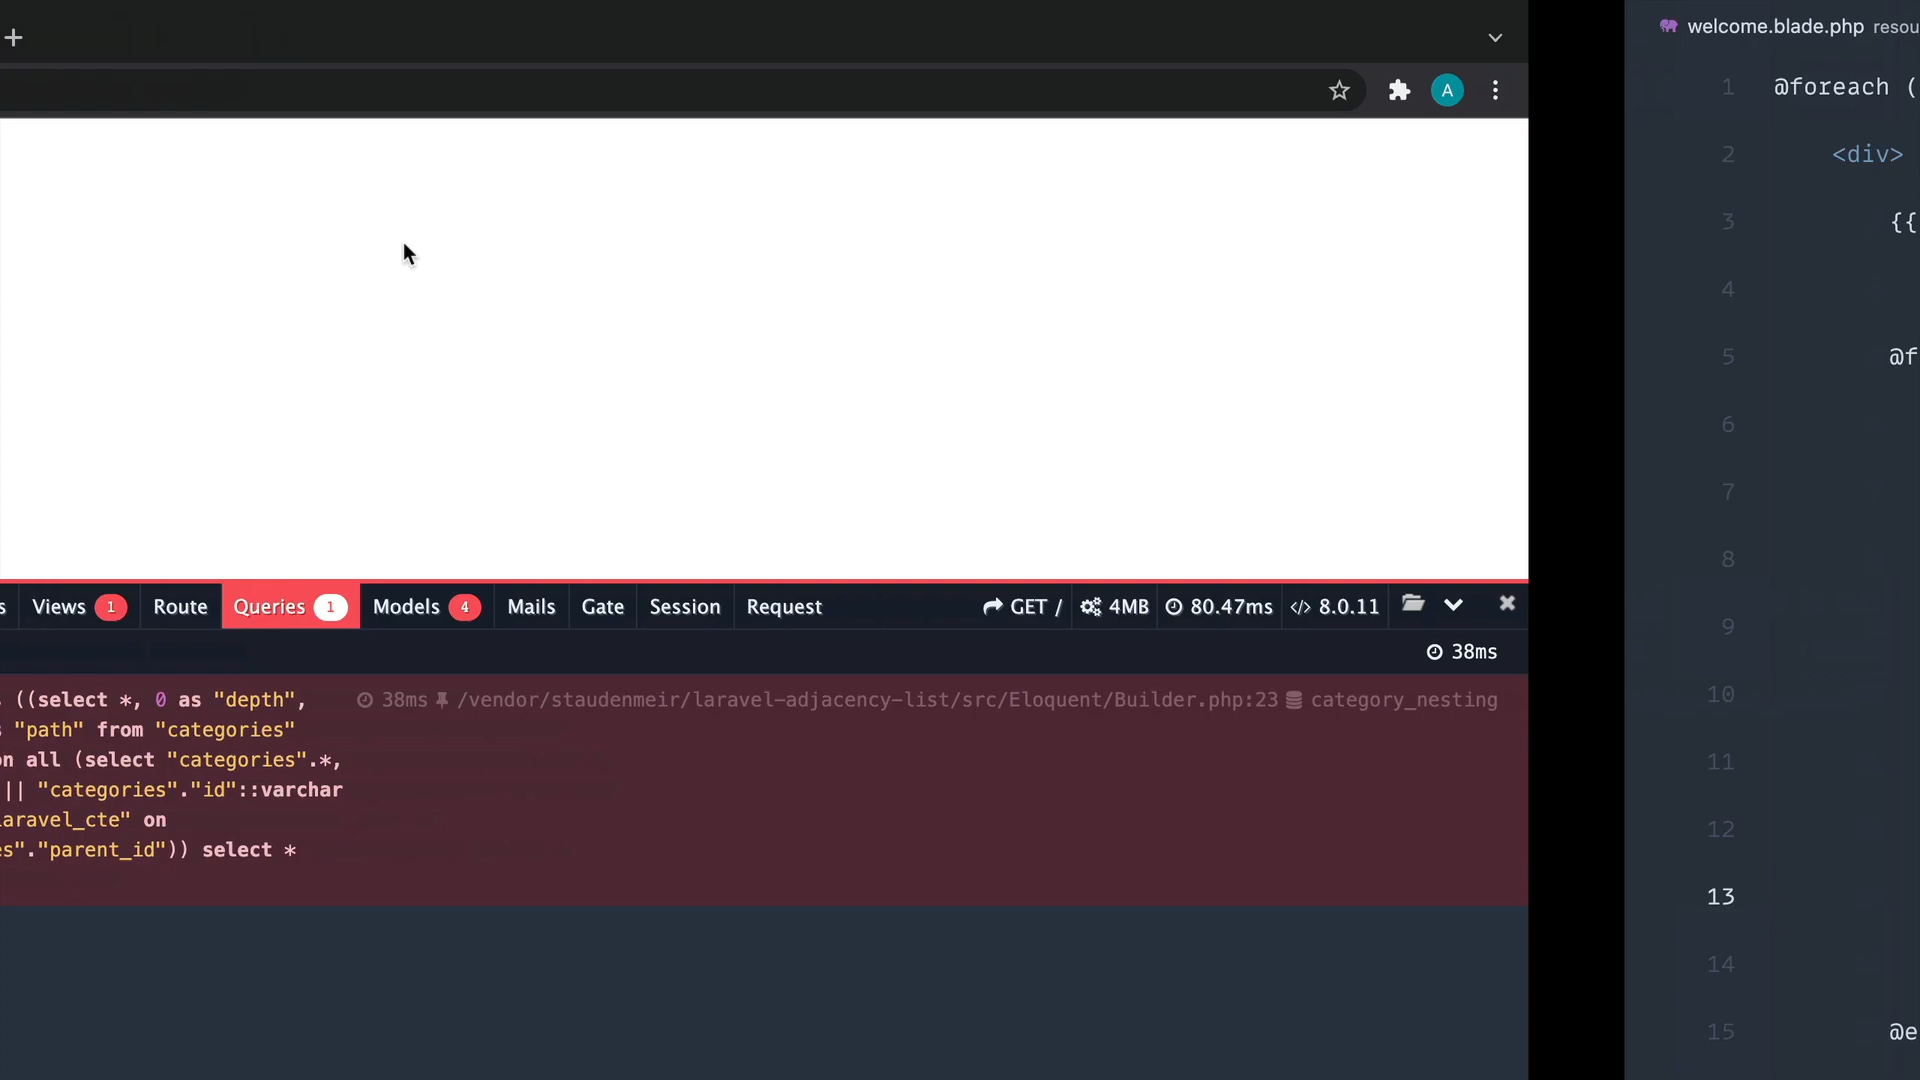 A
s Views 1 Route Queries 1 Models 4 Mails Gate Session Request GET / 4MB 80.47ms </> 8.0.11
38ms
((select *, 0 as "depth", 38ms /vendor/staudenmeir/laravel-adjacency-list/src/Eloquent/Builder.php:23 category_nesting
s "path" from "categories"
on all (select "categories".*,
|| "categories"."id"::varchar
laravel_cte" on
es"."parent_id")) select *
welcome.blade.php resou
1 @foreach (
2 <div>
3 {{
4
5 @f
6
7
8
9
10
11
12
13
14
15 @e